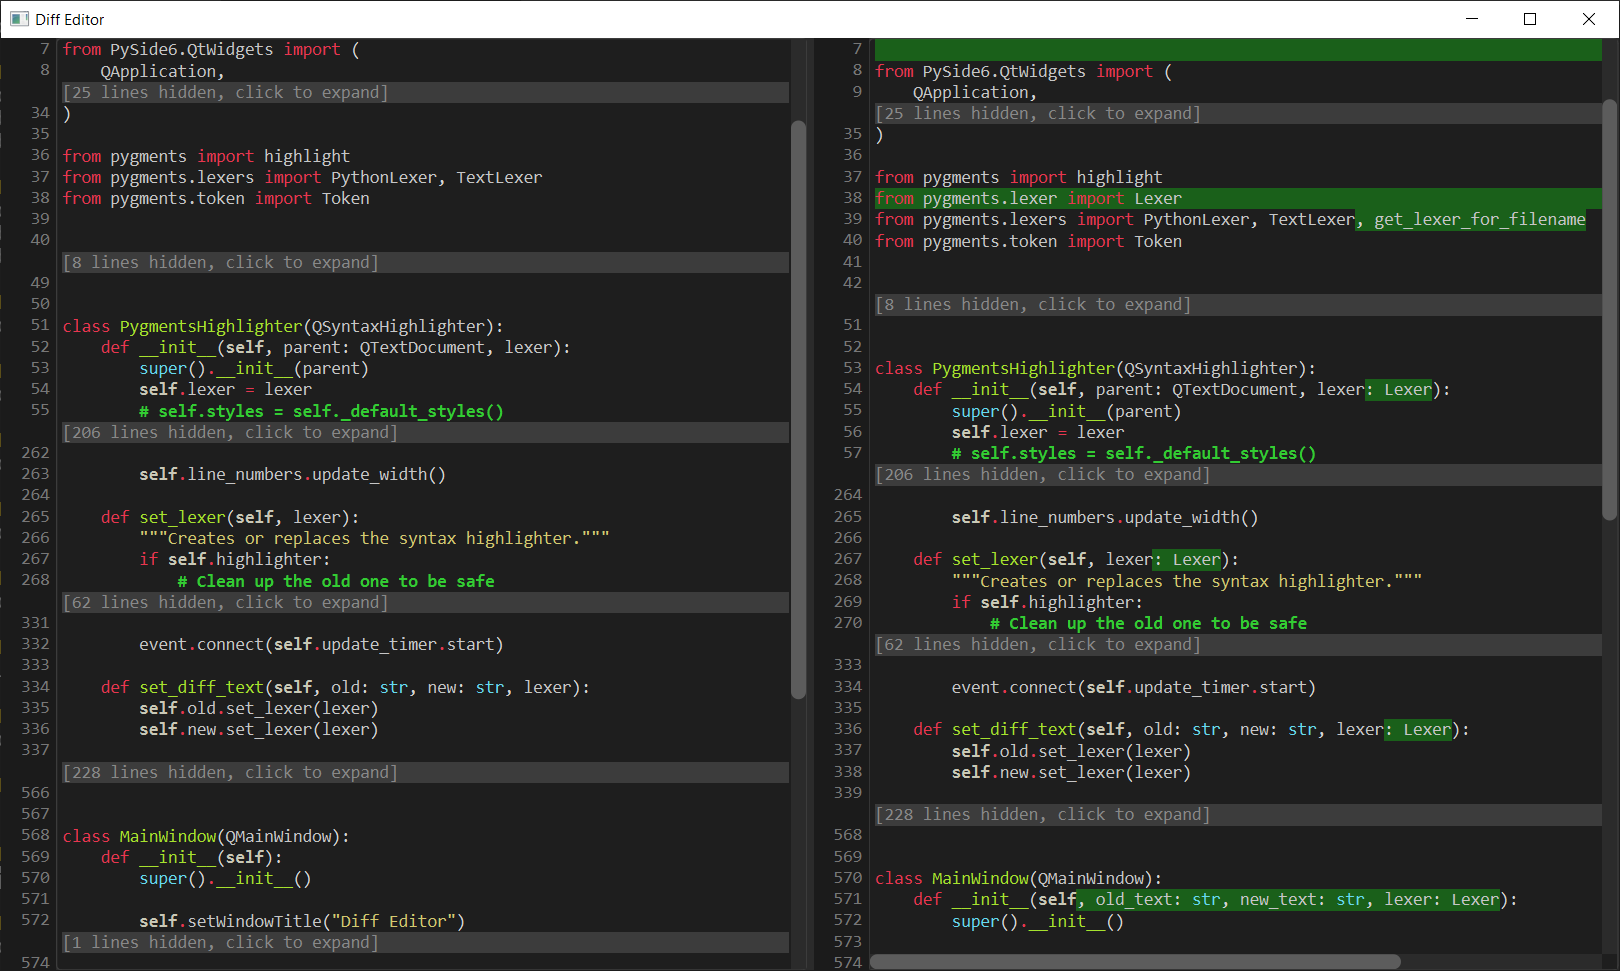 Diff Editor
7 from PySide6.QtWidgets import (
8     QApplication,
[25 lines hidden, click to expand]
34 )
35
36 from pygments import highlight
37 from pygments.lexers import PythonLexer, TextLexer
38 from pygments.token import Token
39
40
[8 lines hidden, click to expand]
49
50
51 class PygmentsHighlighter(QSyntaxHighlighter):
52     def __init__(self, parent: QTextDocument, lexer):
53         super().__init__(parent)
54         self.lexer = lexer
55         # self.styles = self._default_styles()
[206 lines hidden, click to expand]
262
263         self.line_numbers.update_width()
264
265     def set_lexer(self, lexer):
266         """Creates or replaces the syntax highlighter."""
267         if self.highlighter:
268             # Clean up the old one to be safe
[62 lines hidden, click to expand]
331
332         event.connect(self.update_timer.start)
333
334     def set_diff_text(self, old: str, new: str, lexer):
335         self.old.set_lexer(lexer)
336         self.new.set_lexer(lexer)
337
[228 lines hidden, click to expand]
566
567
568 class MainWindow(QMainWindow):
569     def __init__(self):
570         super().__init__()
571
572         self.setWindowTitle("Diff Editor")
[1 lines hidden, click to expand]
574
7
8 from PySide6.QtWidgets import (
9     QApplication,
[25 lines hidden, click to expand]
35 )
36
37 from pygments import highlight
38 from pygments.lexer import Lexer
39 from pygments.lexers import PythonLexer, TextLexer, get_lexer_for_filename
40 from pygments.token import Token
41
42
[8 lines hidden, click to expand]
51
52
53 class PygmentsHighlighter(QSyntaxHighlighter):
54     def __init__(self, parent: QTextDocument, lexer: Lexer):
55         super().__init__(parent)
56         self.lexer = lexer
57         # self.styles = self._default_styles()
[206 lines hidden, click to expand]
264
265         self.line_numbers.update_width()
266
267     def set_lexer(self, lexer: Lexer):
268         """Creates or replaces the syntax highlighter."""
269         if self.highlighter:
270             # Clean up the old one to be safe
[62 lines hidden, click to expand]
333
334         event.connect(self.update_timer.start)
335
336     def set_diff_text(self, old: str, new: str, lexer: Lexer):
337         self.old.set_lexer(lexer)
338         self.new.set_lexer(lexer)
339
[228 lines hidden, click to expand]
568
569
570 class MainWindow(QMainWindow):
571     def __init__(self, old_text: str, new_text: str, lexer: Lexer):
572         super().__init__()
573
574